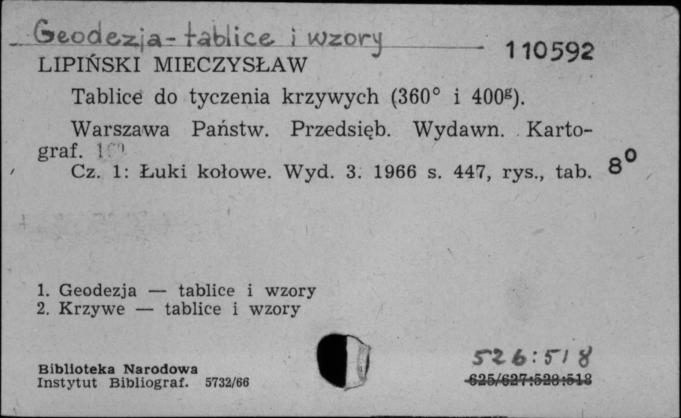 Geodezja - tablice i wzory
110592
LIPIŃSKI MIECZYSŁAW
Tablice do tyczenia krzywych (360° i 400ᵍ).
Warszawa Państw. Przedsięb. Wydawn. Karto-
graf.
Cz. 1: Łuki kołowe. Wyd. 3. 1966 s. 447, rys., tab. 8°
1. Geodezja — tablice i wzory
2. Krzywe — tablice i wzory
526:518
Biblioteka Narodowa
Instytut Bibliograf. 5732/66
625/627:528:518